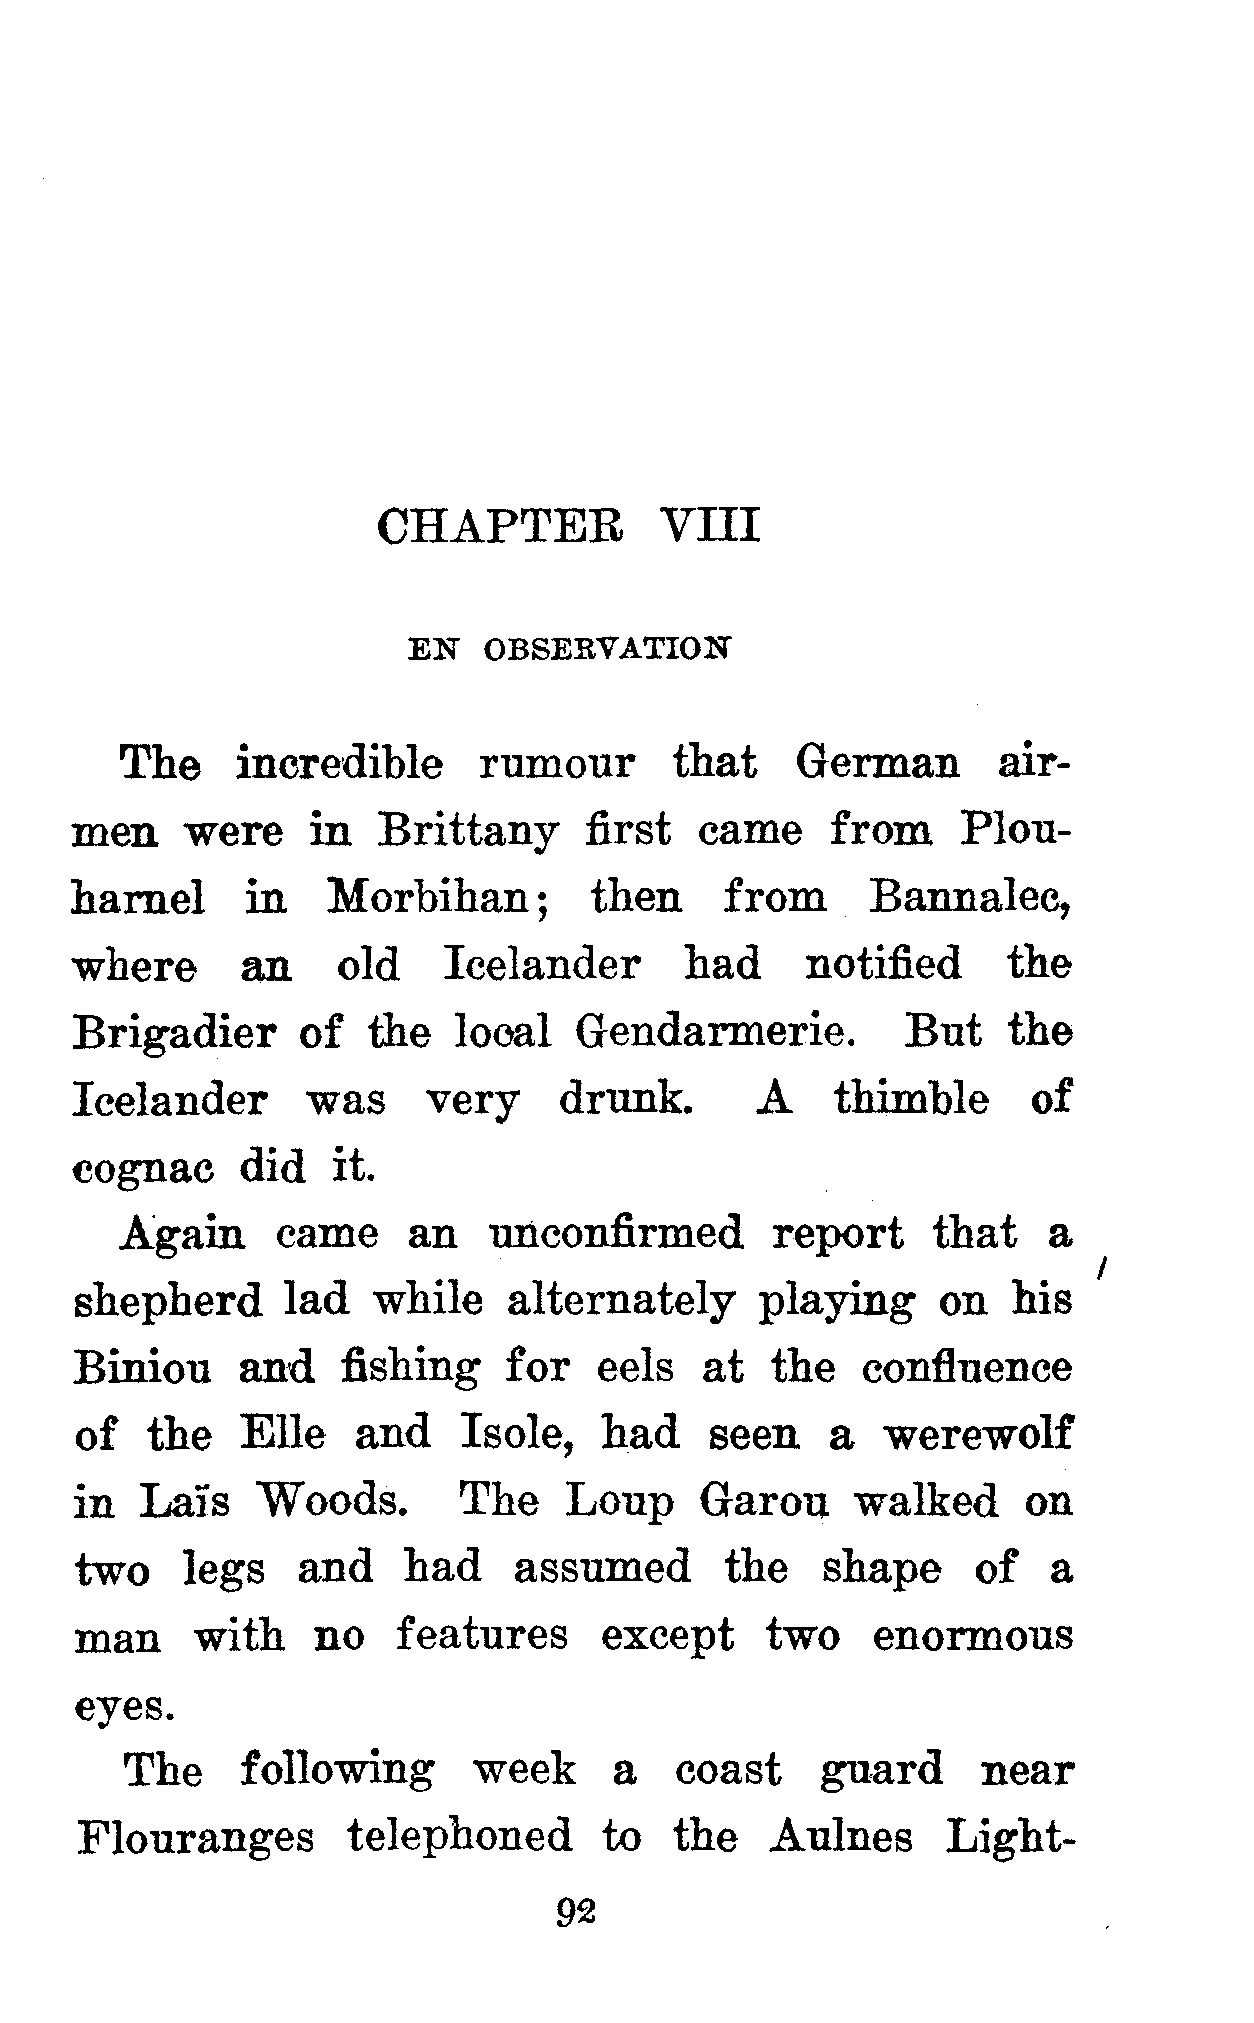 CHAPTER VIII
EN OBSERVATION
The incredible rumour that German air-
men were in Brittany first came from Plou-
harnel in Morbihan; then from Bannalec,
where an old Icelander had notified the
Brigadier of the local Gendarmerie. But the
Icelander was very drunk. A thimble of
cognac did it.
Again came an unconfirmed report that a
shepherd lad while alternately playing on his
Biniou and fishing for eels at the confluence
of the Elle and Isole, had seen a werewolf
in Laïs Woods. The Loup Garou walked on
two legs and had assumed the shape of a
man with no features except two enormous
eyes.
The following week a coast guard near
Flouranges telephoned to the Aulnes Light-
92